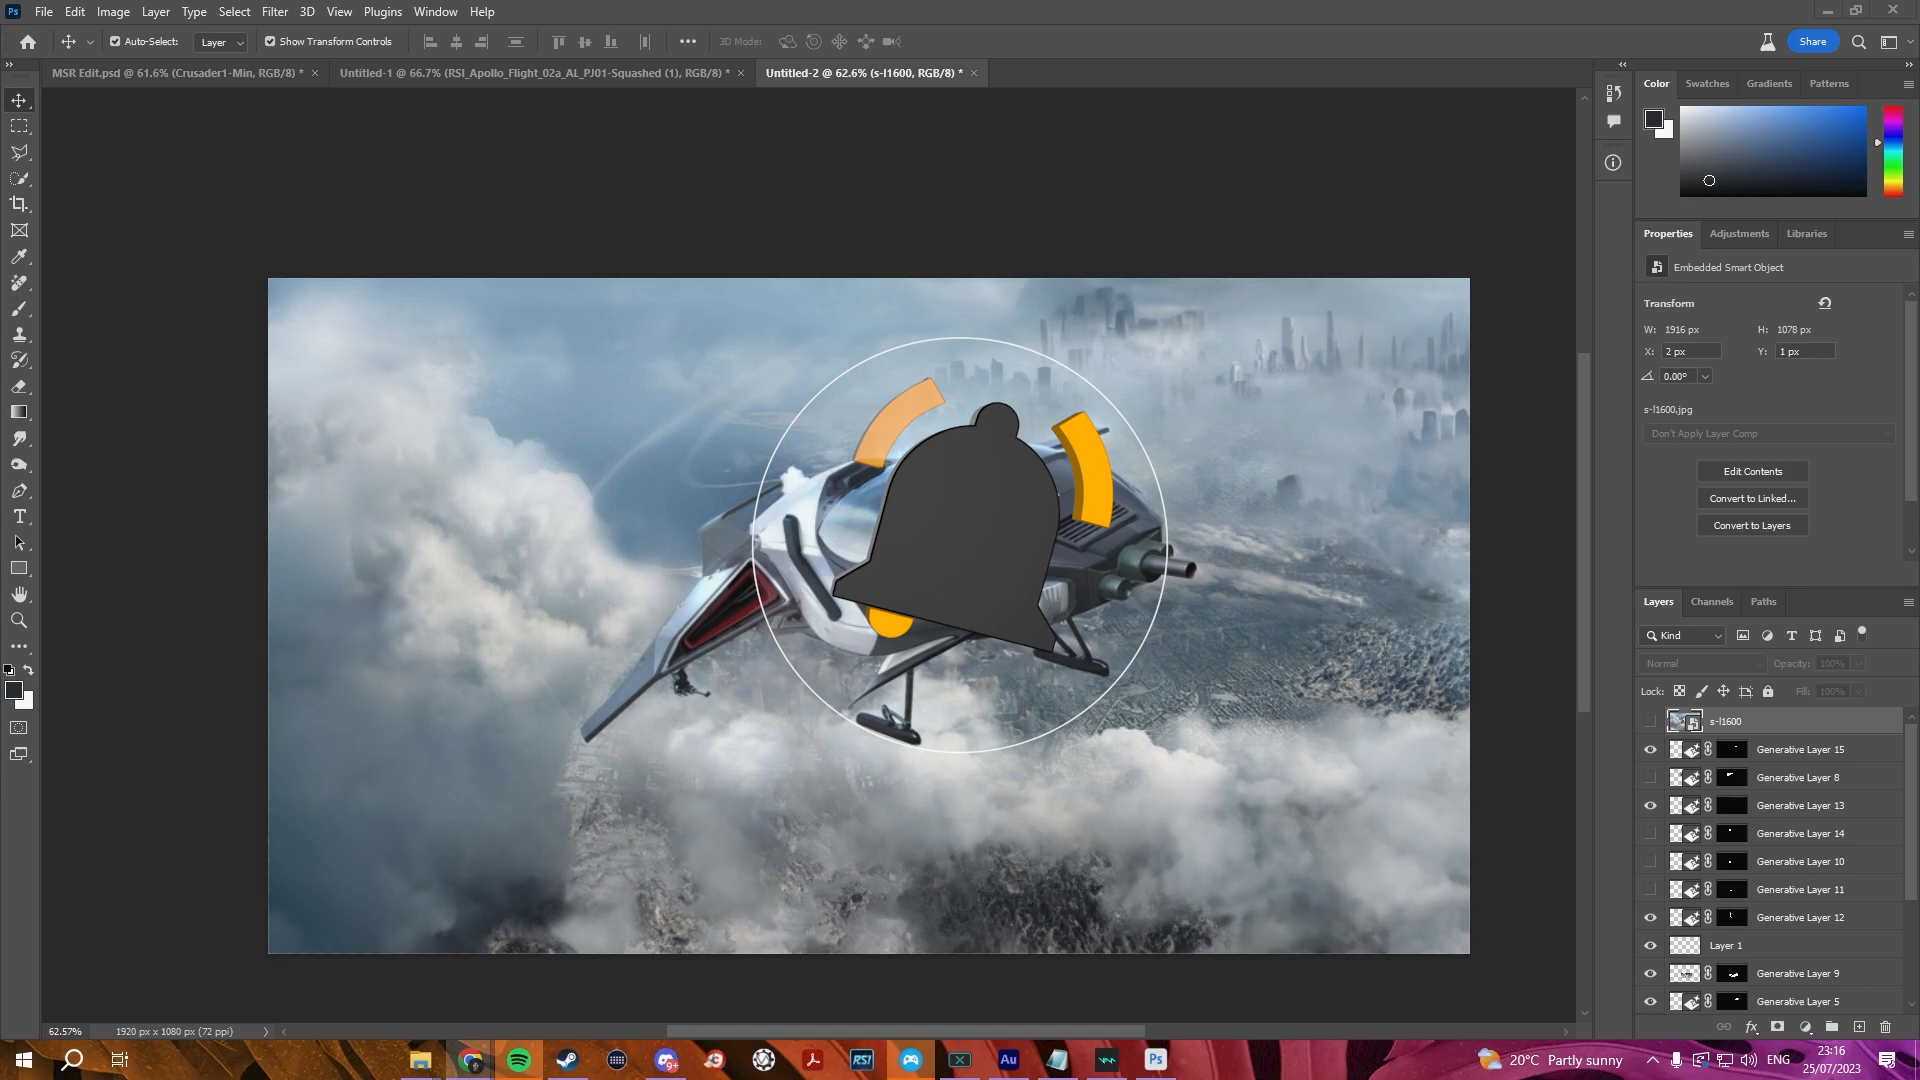 Ps File Edit Image Layer Type Select Filter 3D View Plugins Window Help
Auto-Select: Layer Show Transform Controls 3D Mode: Share
MSR Edit.psd @ 61.6% (Crusader1-Min, RGB/8) * Untitled-1 @ 66.7% (RSI_Apollo_Flight_02a_AL_PJ01-Squashed (1), RGB/8) * Untitled-2 @ 62.6% (s-l1600, RGB/8) *
Color Swatches Gradients Patterns
Properties Adjustments Libraries
Embedded Smart Object
Transform
W: 1916 px H: 1078 px
X: 2 px Y: 1 px
0.00°
s-l1600.jpg
Don't Apply Layer Comp
Edit Contents
Convert to Linked...
Convert to Layers
Layers Channels Paths
Kind
Normal Opacity: 100%
Lock: Fill: 100%
s-l1600
Generative Layer 15
Generative Layer 8
Generative Layer 13
Generative Layer 14
Generative Layer 10
Generative Layer 11
Generative Layer 12
Layer 1
Generative Layer 9
Generative Layer 5
62.57% 1920 px x 1080 px (72 ppi)
9+ RSI Au Ps 20°C Partly sunny ENG 23:16
25/07/2023